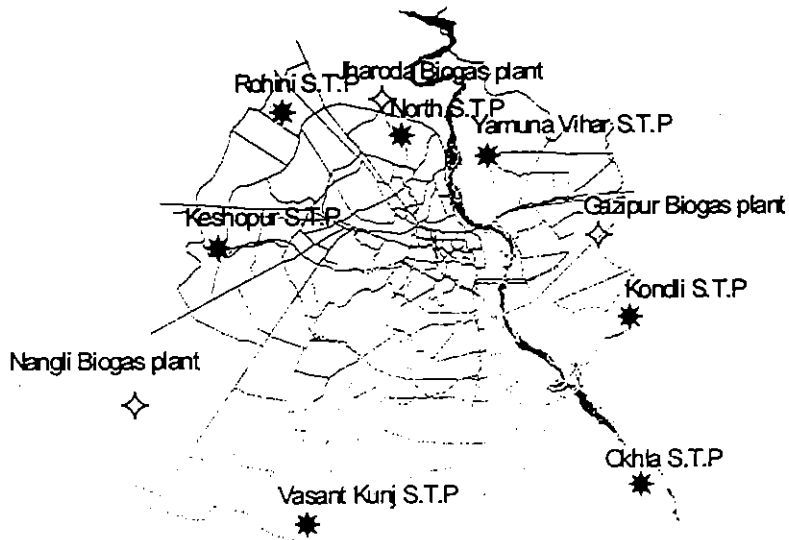 Jharoda Biogas plant
Rohini S.T.P
North S.T.P
Yamuna Vihar S.T.P
Keshopur S.T.P
Gazipur Biogas plant
Kondli S.T.P
Nangli Biogas plant
Okhla S.T.P
Vasant Kunj S.T.P